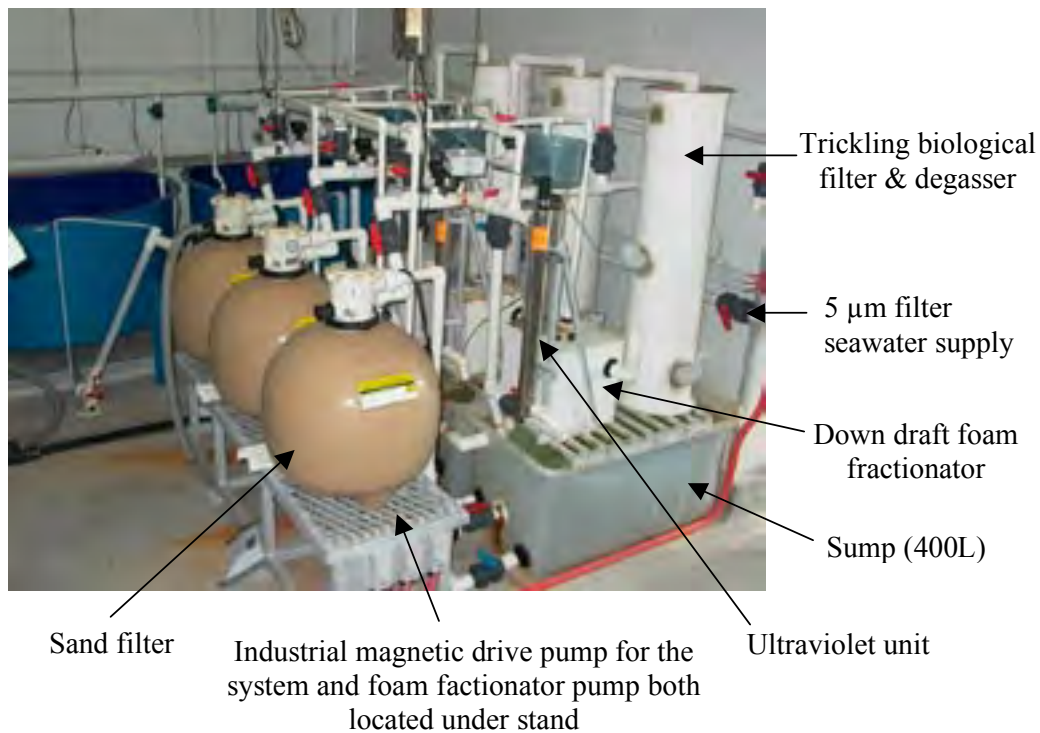 Trickling biological
filter & degasser
5 µm filter
seawater supply
Down draft foam
fractionator
Sump (400L)
Ultraviolet unit
Sand filter
Industrial magnetic drive pump for the
system and foam factionator pump both
located under stand